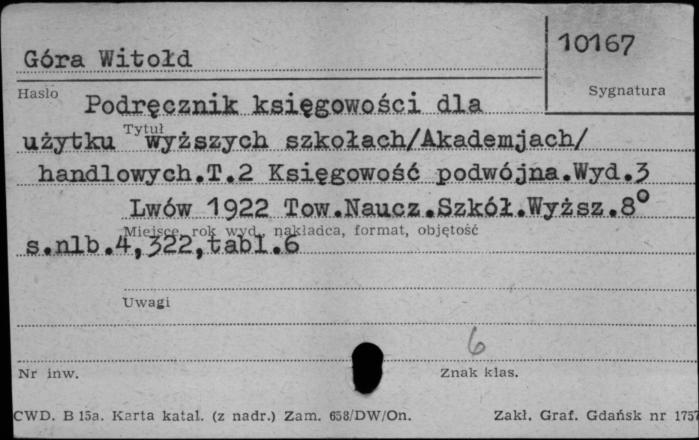 10167
Góra Witołd
Hasło
Sygnatura
Podręcznik księgowości dla
Tytuł
użytku wyższych szkołach/Akademjach/
handlowych.T.2 Księgowość podwójna.Wyd.3
Lwów 1922 Tow.Naucz.Szkół.Wyższ.8°
Miejsce, rok wyd., nakładca, format, objętość
s.nlb.4,322,tabl.6
Uwagi
6
Nr inw.
Znak klas.
CWD. B 15a. Karta katal. (z nadr.) Zam. 658/DW/On.
Zakł. Graf. Gdańsk nr 1757